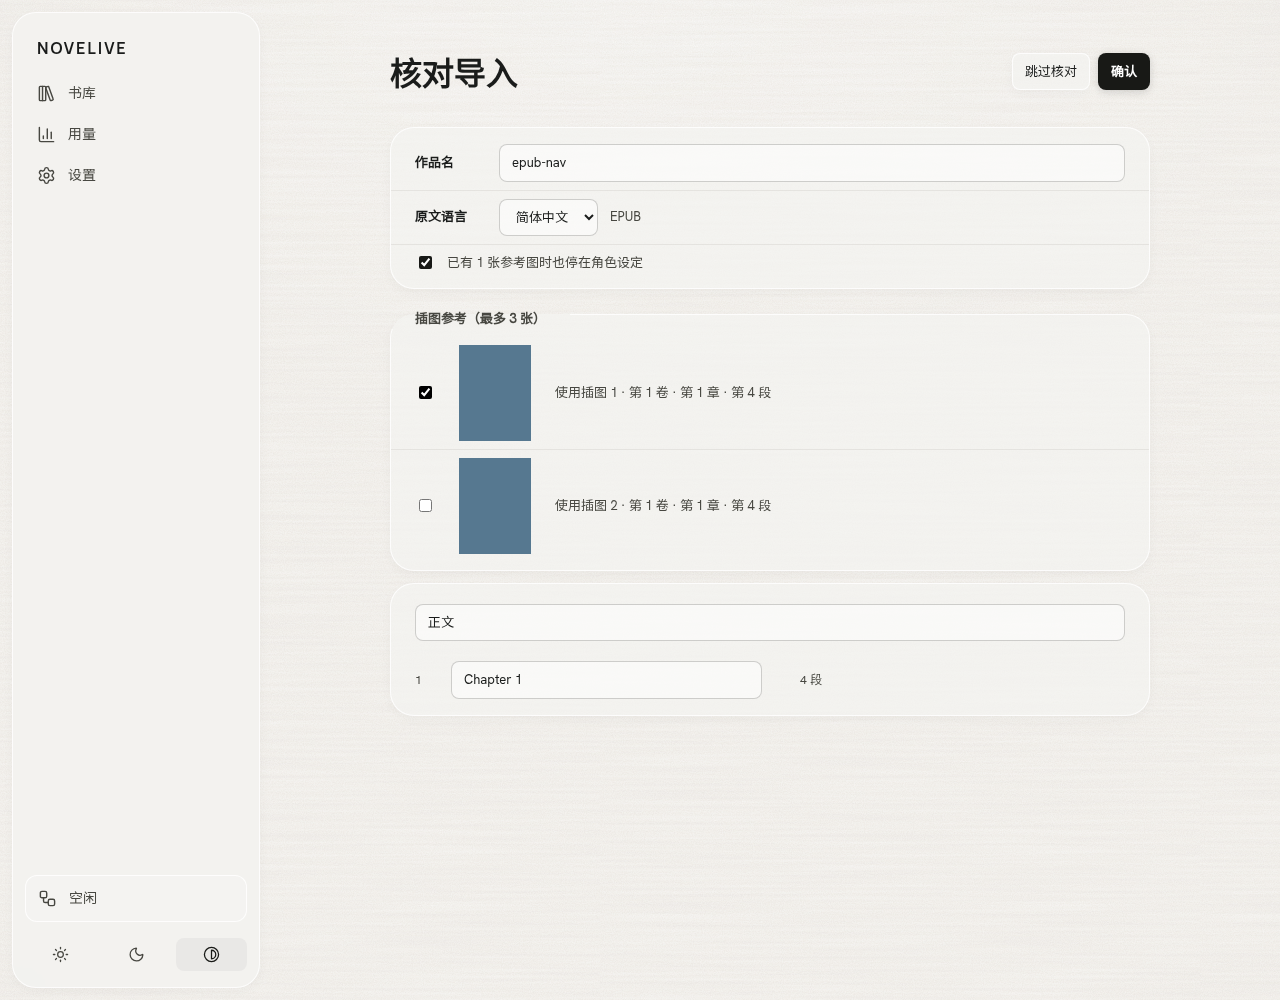 NOVELIVE
书库
用量
设置
空闲
核对导入
跳过核对
确认
作品名
epub-nav
原文语言
简体中文
EPUB
已有 1 张参考图时也停在角色设定
插图参考（最多 3 张）
使用插图 1 · 第 1 卷 · 第 1 章 · 第 4 段
使用插图 2 · 第 1 卷 · 第 1 章 · 第 4 段
正文
1
Chapter 1
4 段